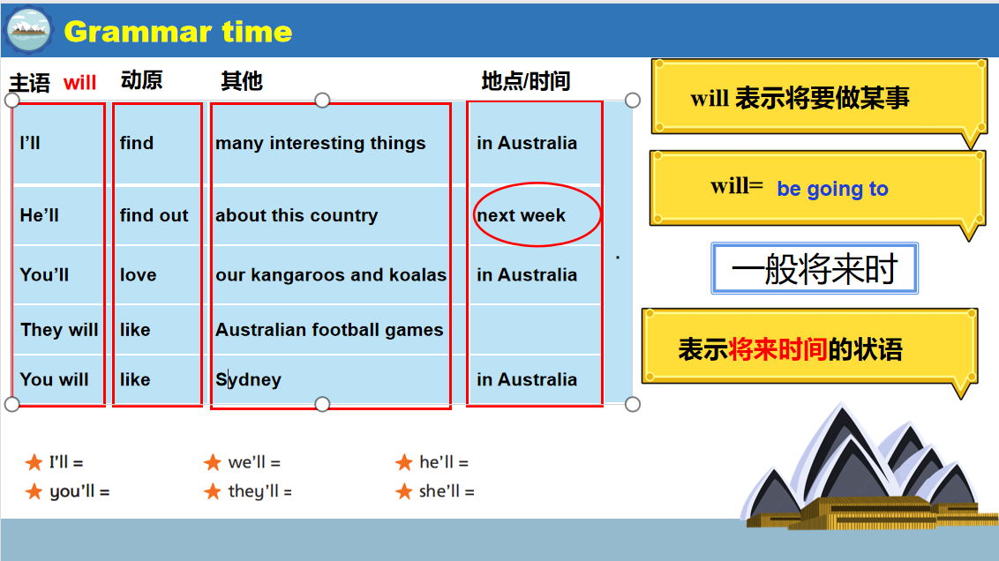 Grammar time
主语 will 动原 其他 地点/时间
I’ll find many interesting things in Australia
He’ll find out about this country next week
You’ll love our kangaroos and koalas in Australia
They will like Australian football games
You will like Sydney in Australia
.
will 表示将要做某事
will= be going to
一般将来时
表示将来时间的状语
I’ll = we’ll = he’ll =
you’ll = they’ll = she’ll =